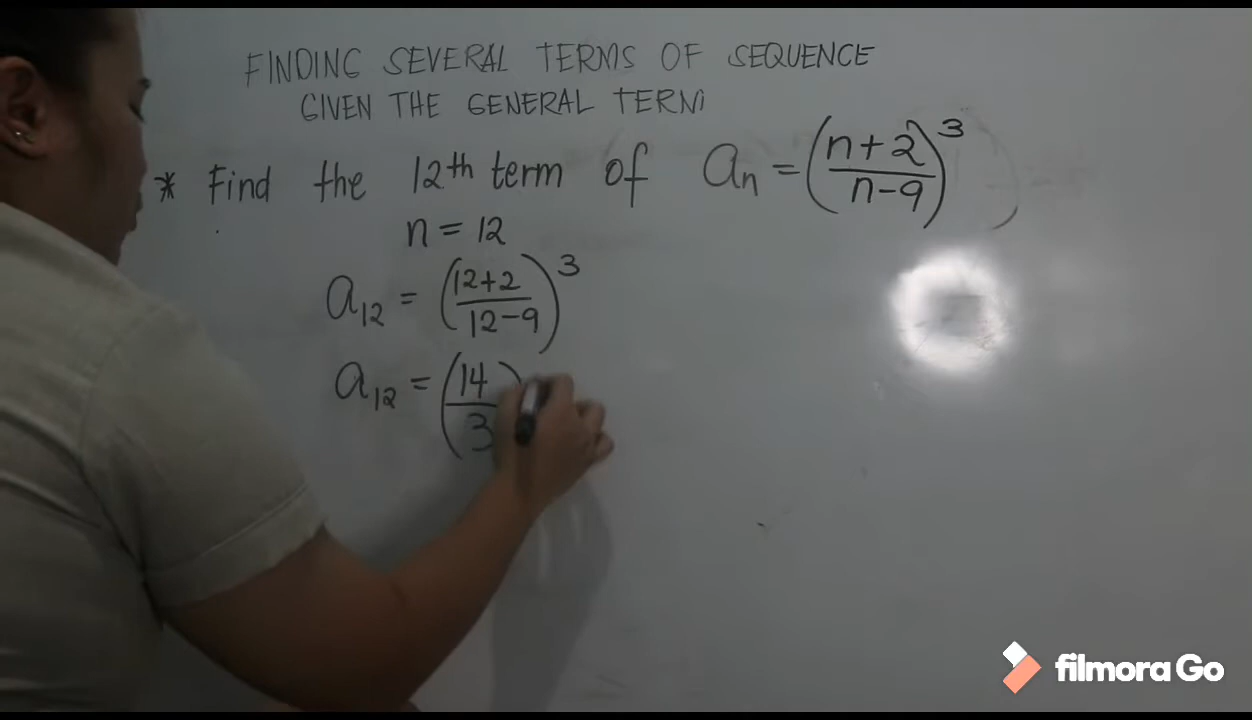 FINDING SEVERAL TERMS OF SEQUENCE
GIVEN THE GENERAL TERM
* Find the 12th term of aₙ = (n+2 / n-9)³
n = 12
a₁₂ = (12+2 / 12-9)³
a₁₂ = (14 / 3)
filmora Go